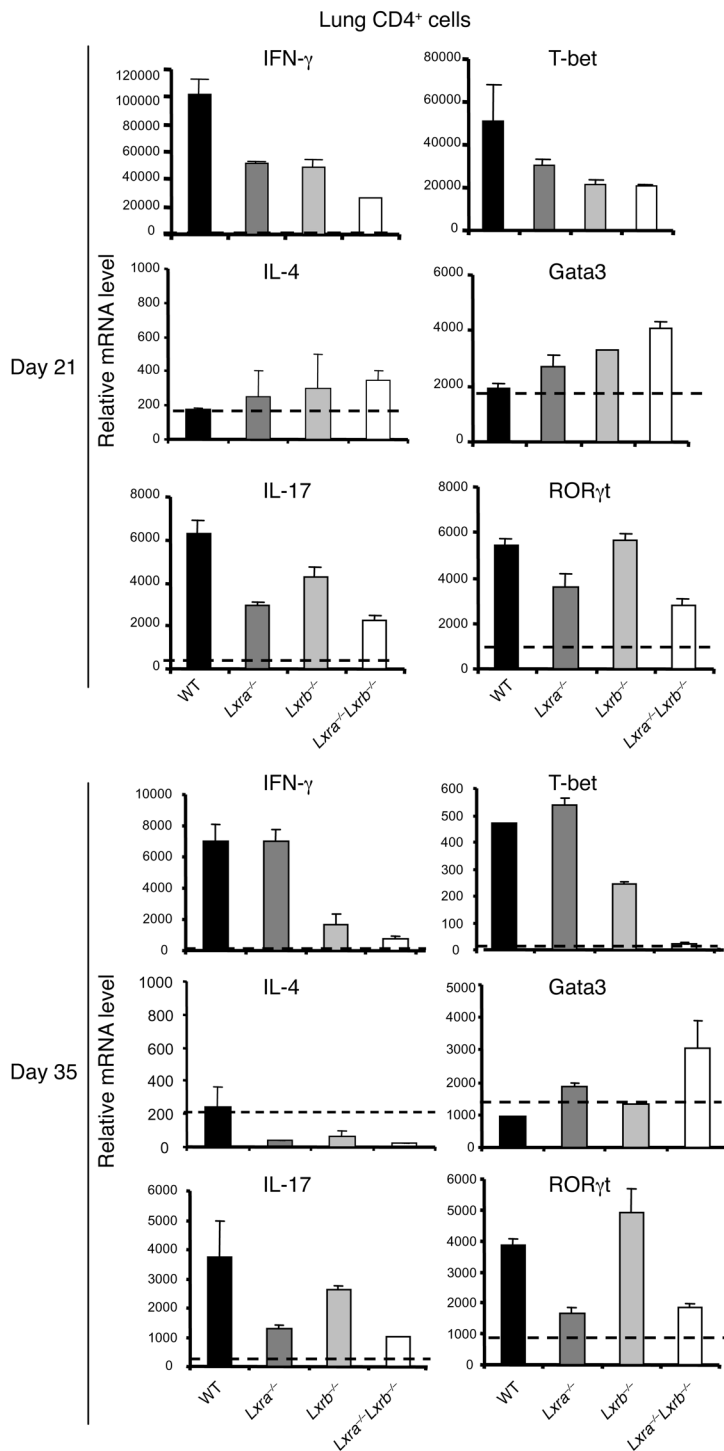 Lung CD4⁺ cells
Day 21
Relative mRNA level
IFN-γ
120000
100000
80000
60000
40000
20000
0
T-bet
80000
60000
40000
20000
0
IL-4
1000
800
600
400
200
0
Gata3
6000
4000
2000
0
IL-17
8000
6000
4000
2000
0
WT
Lxra⁻/⁻
Lxrb⁻/⁻
Lxra⁻/⁻Lxrb⁻/⁻
RORγt
8000
6000
4000
2000
0
WT
Lxra⁻/⁻
Lxrb⁻/⁻
Lxra⁻/⁻Lxrb⁻/⁻
Day 35
Relative mRNA level
IFN-γ
10000
8000
6000
4000
2000
0
T-bet
600
500
400
300
200
100
0
IL-4
1000
800
600
400
200
0
Gata3
5000
4000
3000
2000
1000
0
IL-17
6000
5000
4000
3000
2000
1000
0
WT
Lxra⁻/⁻
Lxrb⁻/⁻
Lxra⁻/⁻Lxrb⁻/⁻
RORγt
6000
5000
4000
3000
2000
1000
0
WT
Lxra⁻/⁻
Lxrb⁻/⁻
Lxra⁻/⁻Lxrb⁻/⁻